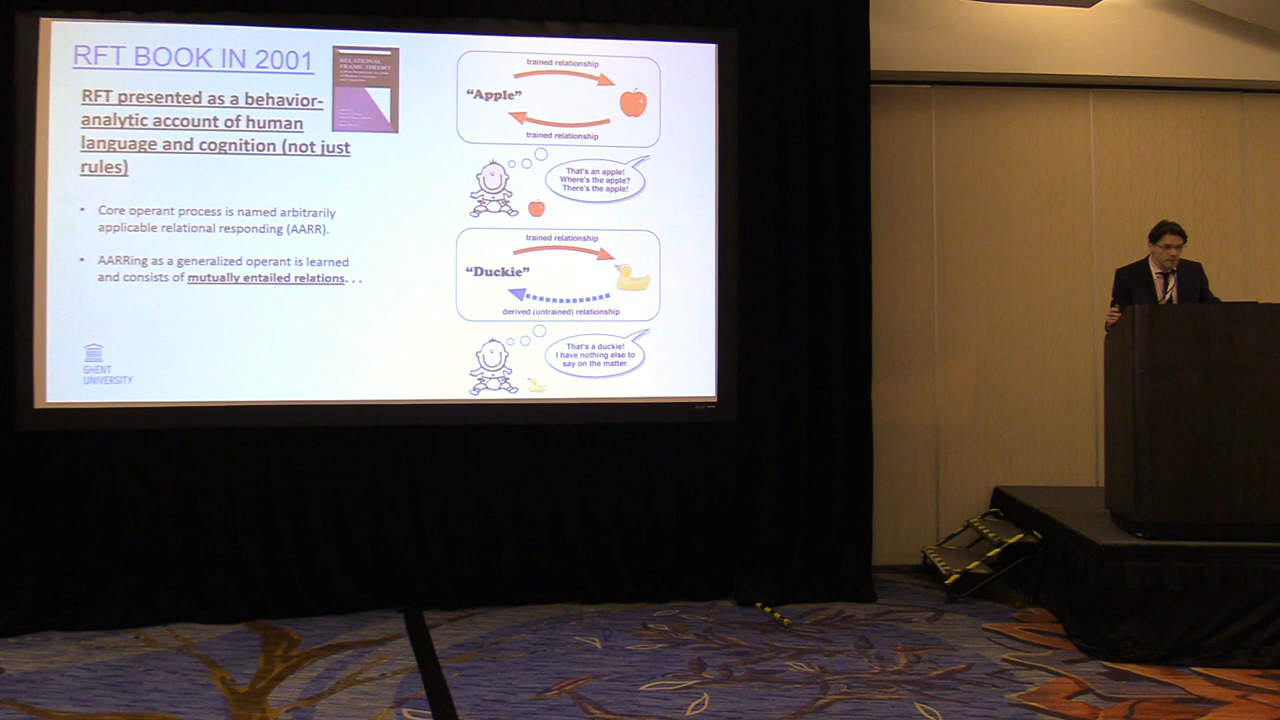 RFT BOOK IN 2001
RELATIONAL
FRAME THEORY
RFT presented as a behavior-
analytic account of human
language and cognition (not just
rules)
• Core operant process is named arbitrarily
applicable relational responding (AARR).
• AARRing as a generalized operant is learned
and consists of mutually entailed relations. . .
GHENT
UNIVERSITY
trained relationship
“Apple”
trained relationship
That's an apple!
Where's the apple?
There's the apple!
trained relationship
“Duckie”
derived (untrained) relationship
That's a duckie!
I have nothing else to
say on the matter.